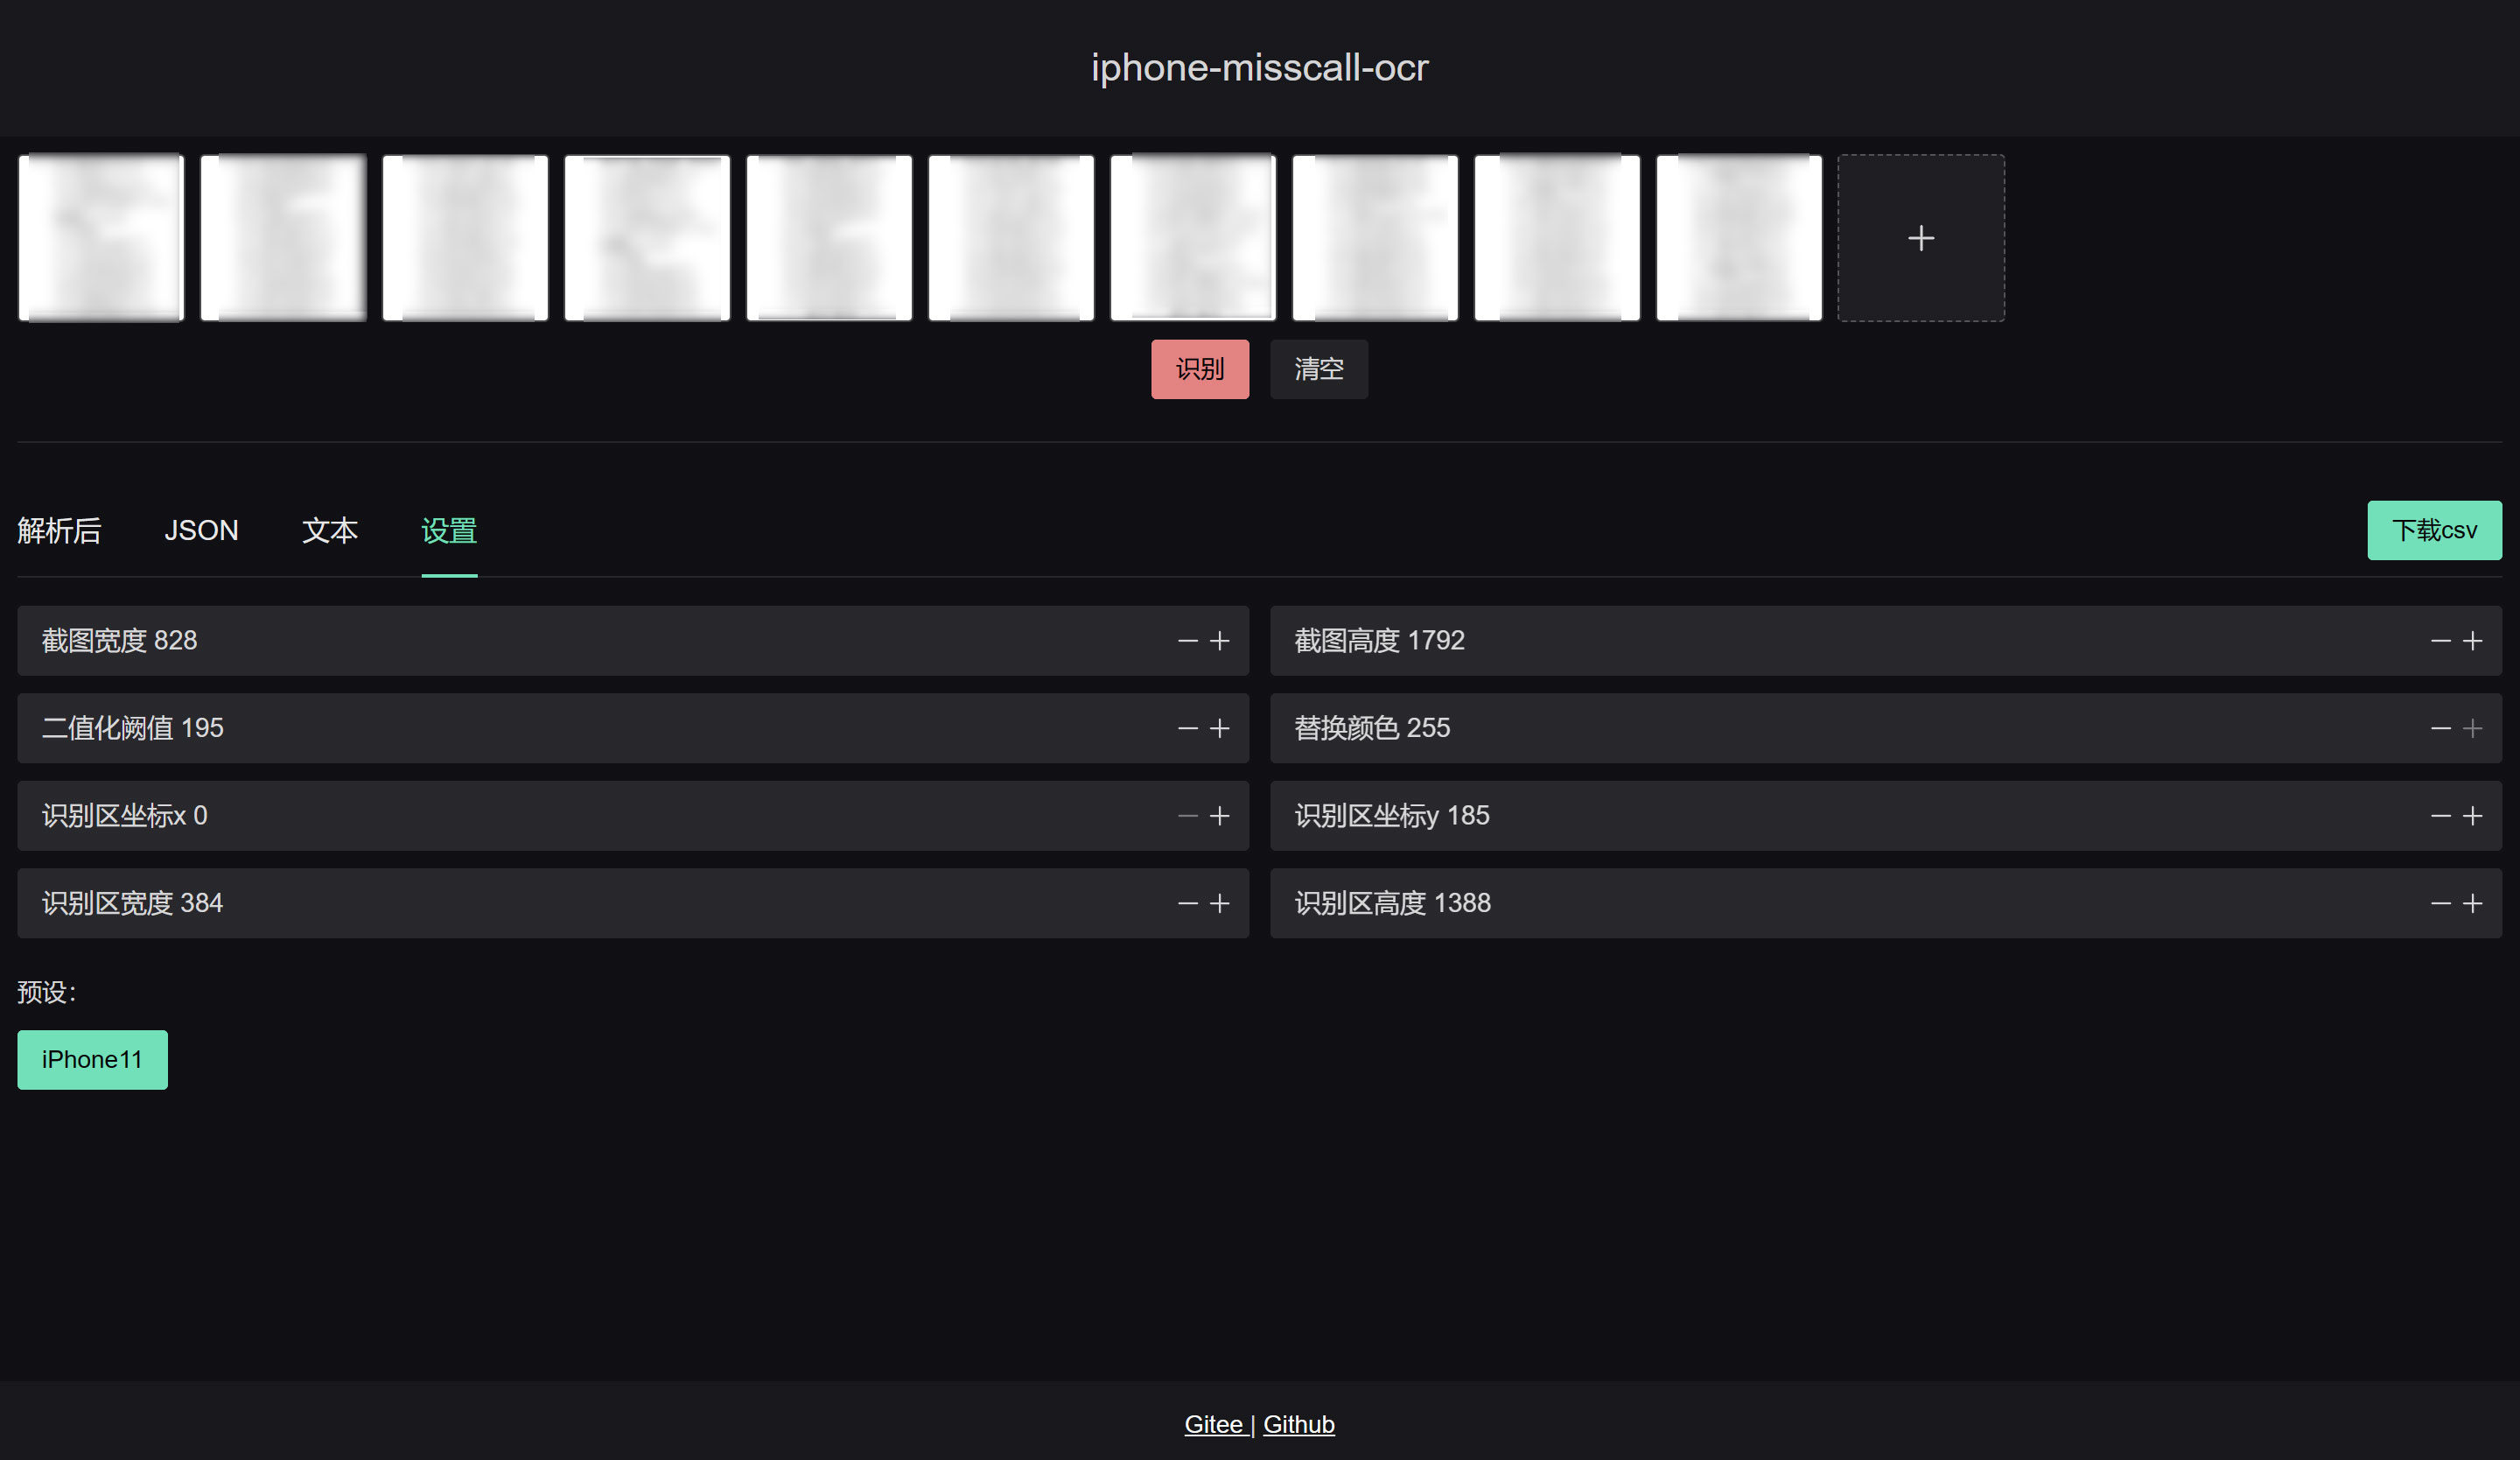 iphone-misscall-ocr
识别 清空
解析后 JSON 文本 设置 下载csv
截图宽度 828 截图高度 1792
二值化阙值 195 替换颜色 255
识别区坐标x 0 识别区坐标y 185
识别区宽度 384 识别区高度 1388
预设：
iPhone11
Gitee | Github